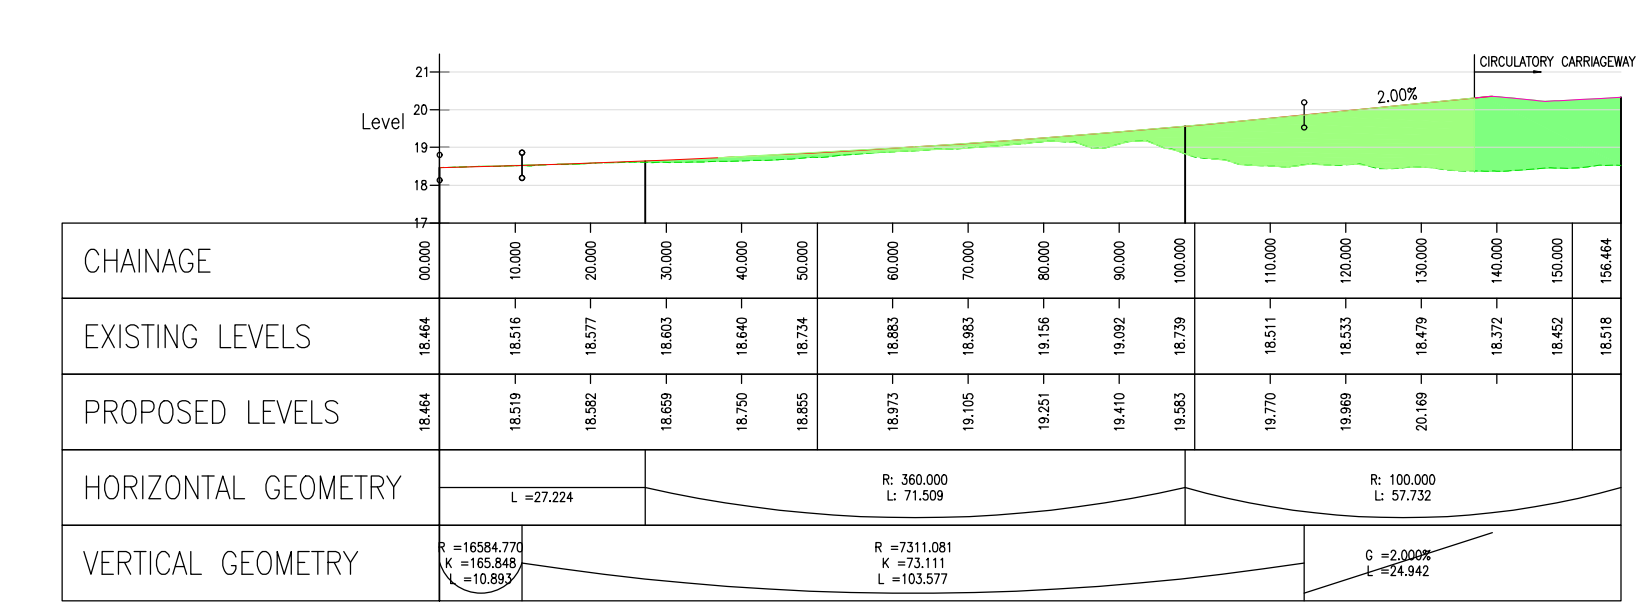 CIRCULATORY CARRIAGEWAY
21
2.00%
20
Level
19
18
17
CHAINAGE 00.000 10.000 20.000 30.000 40.000 50.000 60.000 70.000 80.000 90.000 100.000 110.000 120.000 130.000 140.000 150.000 156.464
EXISTING LEVELS 18.464 18.516 18.577 18.603 18.640 18.734 18.883 18.983 19.156 19.092 18.739 18.511 18.533 18.479 18.372 18.452 18.518
PROPOSED LEVELS 18.464 18.519 18.582 18.659 18.750 18.855 18.973 19.105 19.251 19.410 19.583 19.770 19.969 20.169
HORIZONTAL GEOMETRY
L =27.224
R: 360.000
L: 71.509
R: 100.000
L: 57.732
VERTICAL GEOMETRY
R =16584.770
K =165.848
L =10.893
R =7311.081
K =73.111
L =103.577
G =2.000%
L =24.942